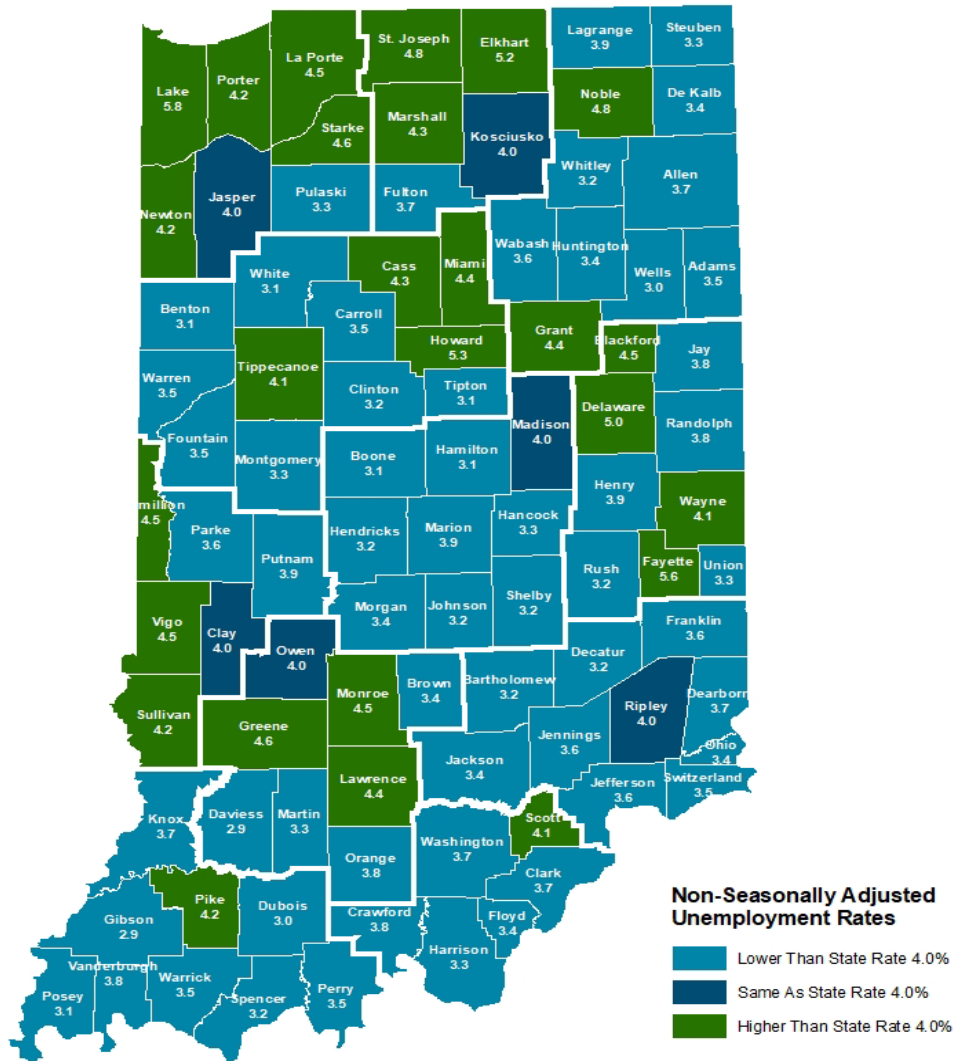 Lagrange
3.9
Steuben
3.3
St. Joseph
4.8
Elkhart
5.2
La Porte
4.5
Porter
4.2
Lake
5.8
Noble
4.8
De Kalb
3.4
Marshall
4.3
Starke
4.6
Kosciusko
4.0
Whitley
3.2
Allen
3.7
Jasper
4.0
Pulaski
3.3
Fulton
3.7
Newton
4.2
Wabash
3.6
Huntington
3.4
Wells
3.0
Adams
3.5
White
3.1
Cass
4.3
Miami
4.4
Benton
3.1
Carroll
3.5
Grant
4.4
Blackford
4.5
Jay
3.8
Howard
5.3
Tippecanoe
4.1
Warren
3.5
Clinton
3.2
Tipton
3.1
Delaware
5.0
Randolph
3.8
Madison
4.0
Fountain
3.5
Montgomery
3.3
Boone
3.1
Hamilton
3.1
Henry
3.9
Wayne
4.1
million
4.5
Parke
3.6
Putnam
3.9
Hendricks
3.2
Marion
3.9
Hancock
3.3
Rush
3.2
Fayette
5.6
Union
3.3
Morgan
3.4
Johnson
3.2
Shelby
3.2
Franklin
3.6
Vigo
4.5
Clay
4.0
Owen
4.0
Decatur
3.2
Monroe
4.5
Brown
3.4
Bartholomew
3.2
Dearborn
3.7
Ripley
4.0
Sullivan
4.2
Greene
4.6
Jennings
3.6
Ohio
3.4
Jackson
3.4
Lawrence
4.4
Jefferson
3.6
Switzerland
3.5
Knox
3.7
Daviess
2.9
Martin
3.3
Scott
4.1
Orange
3.8
Washington
3.7
Clark
3.7
Pike
4.2
Gibson
2.9
Dubois
3.0
Crawford
3.8
Floyd
3.4
Harrison
3.3
Vanderburgh
3.8
Warrick
3.5
Posey
3.1
Spencer
3.2
Perry
3.5
Non-Seasonally Adjusted
Unemployment Rates
Lower Than State Rate 4.0%
Same As State Rate 4.0%
Higher Than State Rate 4.0%